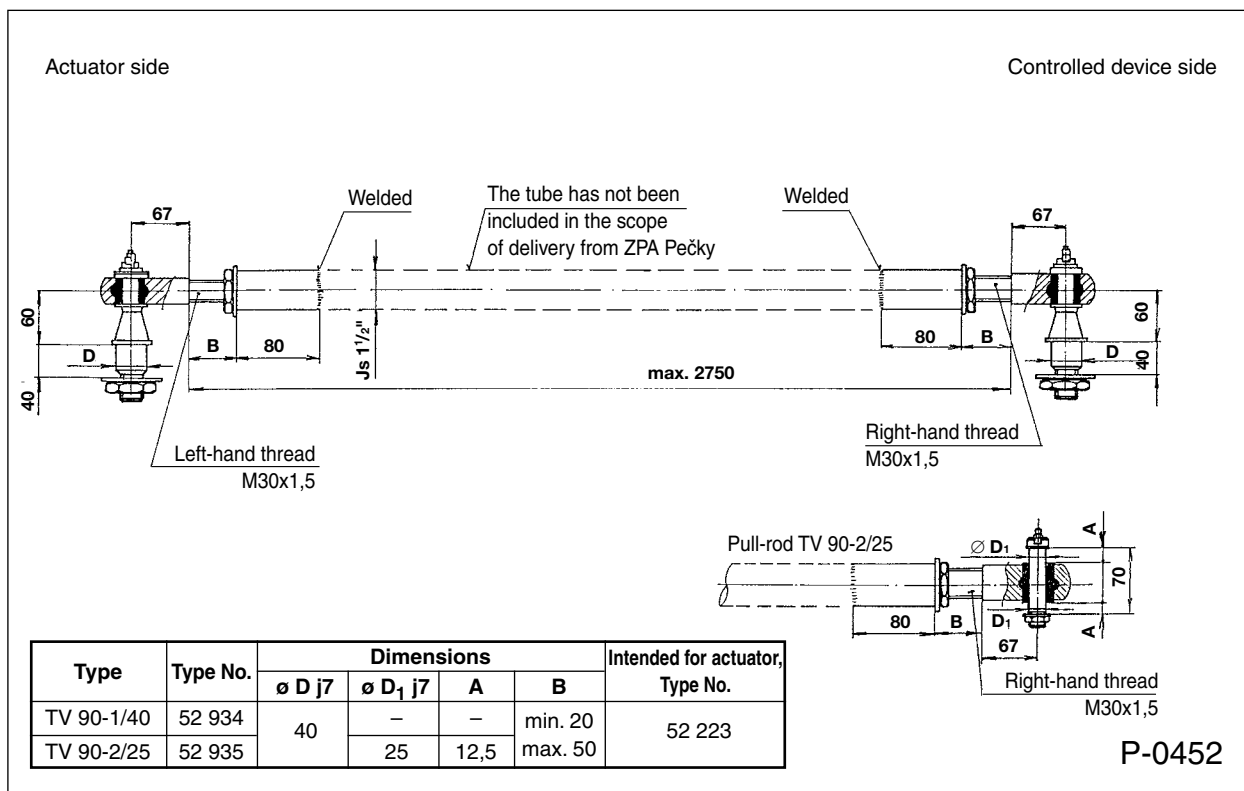 Actuator side
Controlled device side
Welded
The tube has not been
included in the scope
of delivery from ZPA Pečky
Welded
67
67
60
40
D
B
80
Js 1 1/2"
80
B
D
60
40
max. 2750
Left-hand thread
M30x1,5
Right-hand thread
M30x1,5
Pull-rod TV 90-2/25
∅ D1
A
70
A
80
B
D1
67
Right-hand thread
M30x1,5
Type
Type No.
Dimensions
Intended for actuator,
Type No.
ø D j7
ø D1 j7
A
B
TV 90-1/40
52 934
40
–
–
min. 20
max. 50
52 223
TV 90-2/25
52 935
25
12,5
P-0452